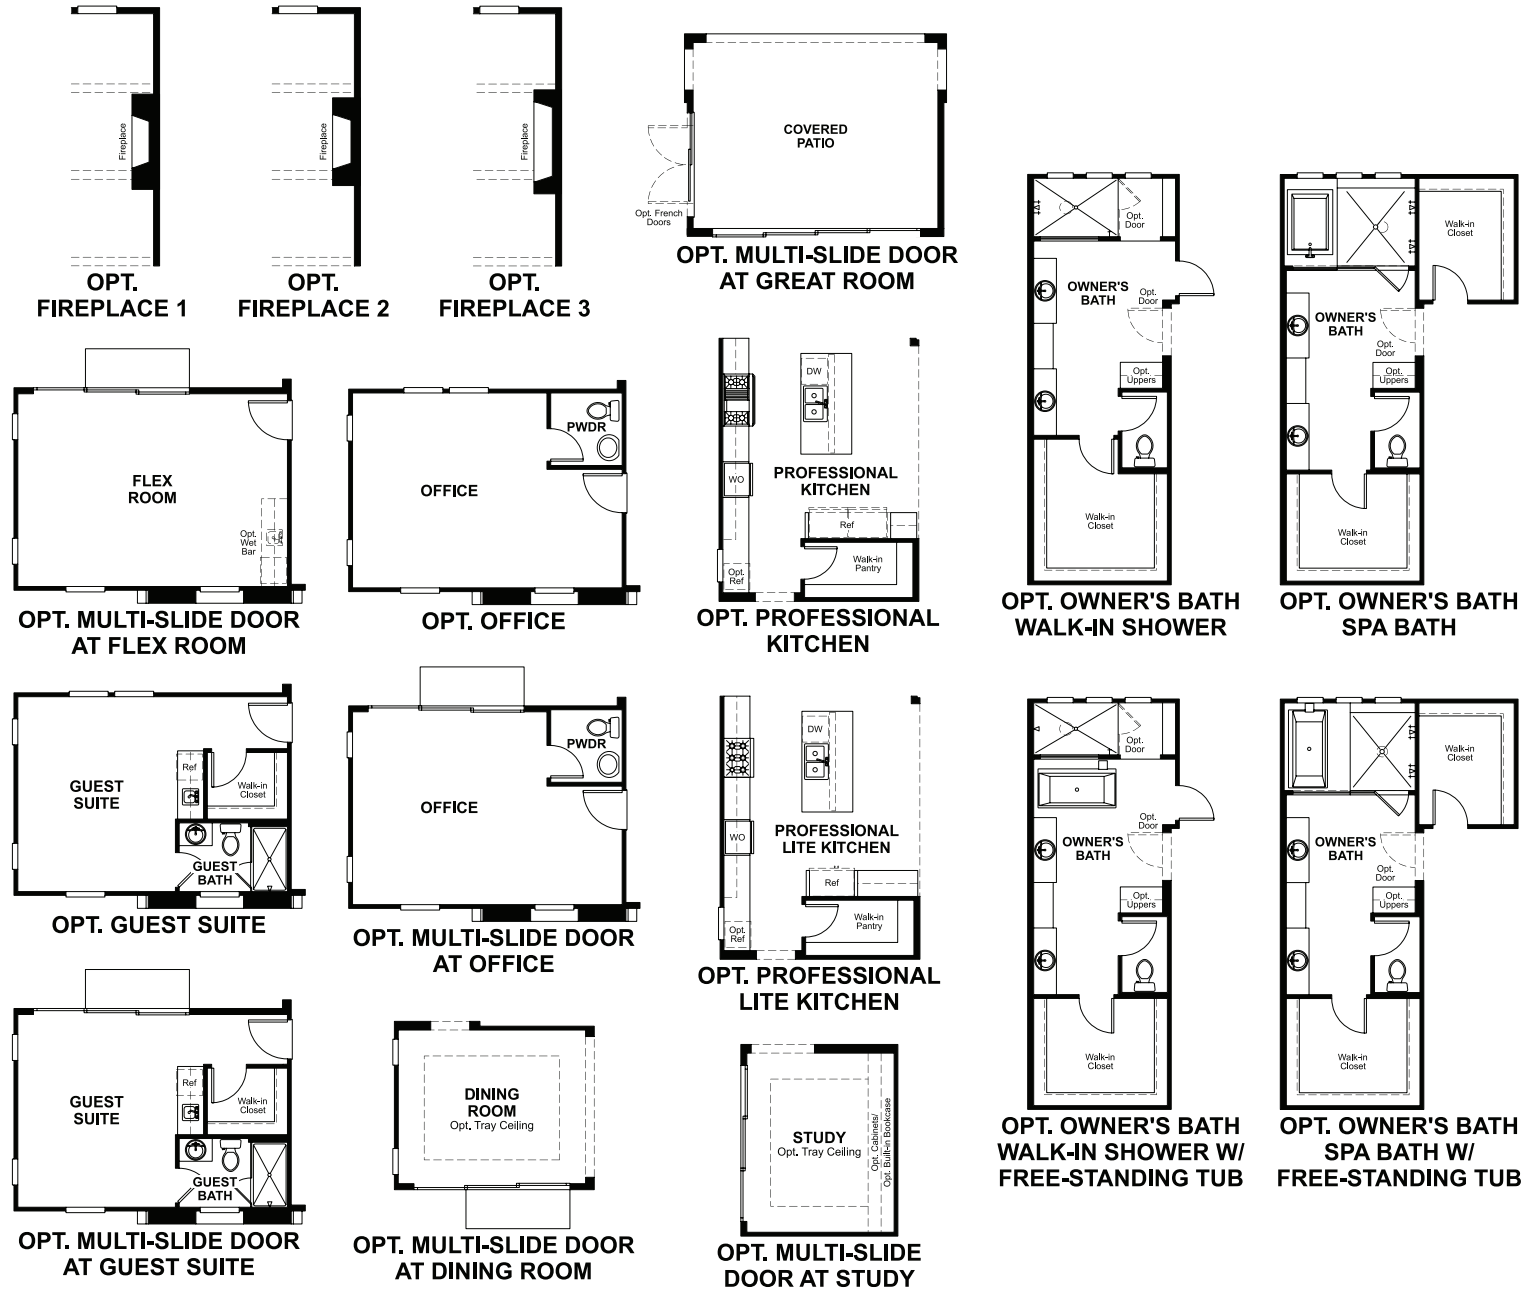 Fireplace
OPT.
FIREPLACE 1
Fireplace
OPT.
FIREPLACE 2
Fireplace
OPT.
FIREPLACE 3
COVERED
PATIO
Opt. French
Doors
OPT. MULTI-SLIDE DOOR
AT GREAT ROOM
Opt.
Door
OWNER'S
BATH
Opt.
Door
Opt.
Uppers
Walk-in
Closet
OPT. OWNER'S BATH
WALK-IN SHOWER
Walk-in
Closet
OWNER'S
BATH
Opt.
Door
Opt.
Uppers
Walk-in
Closet
OPT. OWNER'S BATH
SPA BATH
FLEX
ROOM
Opt.
Wet
Bar
OPT. MULTI-SLIDE DOOR
AT FLEX ROOM
PWDR
OFFICE
OPT. OFFICE
DW
WO
PROFESSIONAL
KITCHEN
Ref
Walk-in
Pantry
Opt.
Ref
OPT. PROFESSIONAL
KITCHEN
GUEST
SUITE
Ref
Walk-in
Closet
GUEST
BATH
OPT. GUEST SUITE
PWDR
OFFICE
OPT. MULTI-SLIDE DOOR
AT OFFICE
DW
WO
PROFESSIONAL
LITE KITCHEN
Ref
Walk-in
Pantry
Opt.
Ref
OPT. PROFESSIONAL
LITE KITCHEN
Opt.
Door
Opt.
Door
OWNER'S
BATH
Opt.
Uppers
Walk-in
Closet
OPT. OWNER'S BATH
WALK-IN SHOWER W/
FREE-STANDING TUB
Walk-in
Closet
OWNER'S
BATH
Opt.
Door
Opt.
Uppers
Walk-in
Closet
OPT. OWNER'S BATH
SPA BATH W/
FREE-STANDING TUB
GUEST
SUITE
Ref
Walk-in
Closet
GUEST
BATH
OPT. MULTI-SLIDE DOOR
AT GUEST SUITE
DINING
ROOM
Opt. Tray Ceiling
OPT. MULTI-SLIDE DOOR
AT DINING ROOM
STUDY
Opt. Tray Ceiling
Opt. Cabinets/
Opt. Built-in Bookcase
OPT. MULTI-SLIDE
DOOR AT STUDY